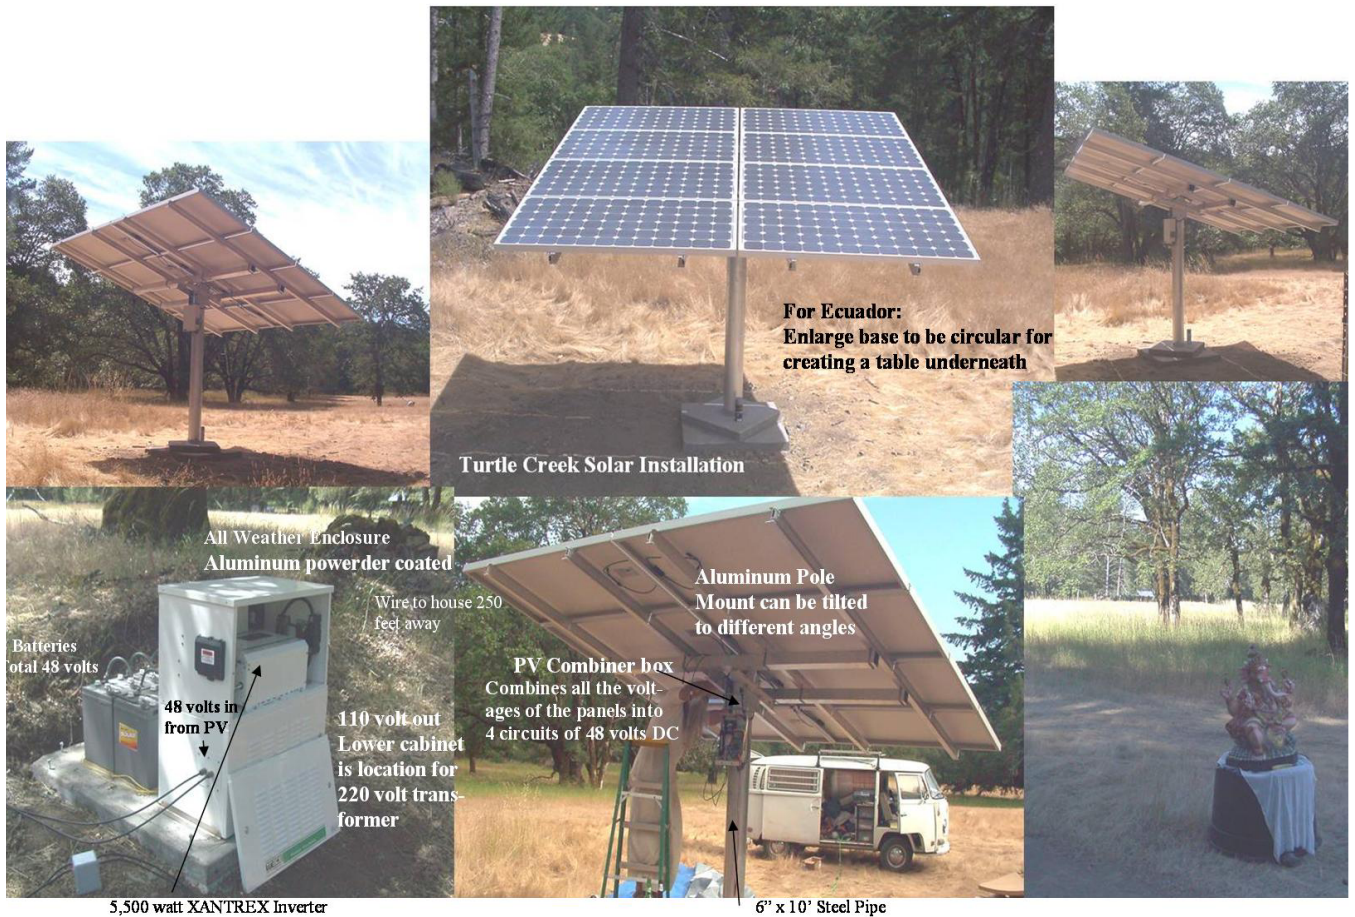 For Ecuador:
Enlarge base to be circular for
creating a table underneath
Turtle Creek Solar Installation
All Weather Enclosure
Aluminum powerder coated
Wire to house 250
feet away
Batteries
otal 48 volts
48 volts in
from PV
110 volt out
Lower cabinet
is location for
220 volt trans-
former
Aluminum Pole
Mount can be tilted
to different angles
PV Combiner box
Combines all the volt-
ages of the panels into
4 circuits of 48 volts DC
5,500 watt XANTREX Inverter
6” x 10’ Steel Pipe